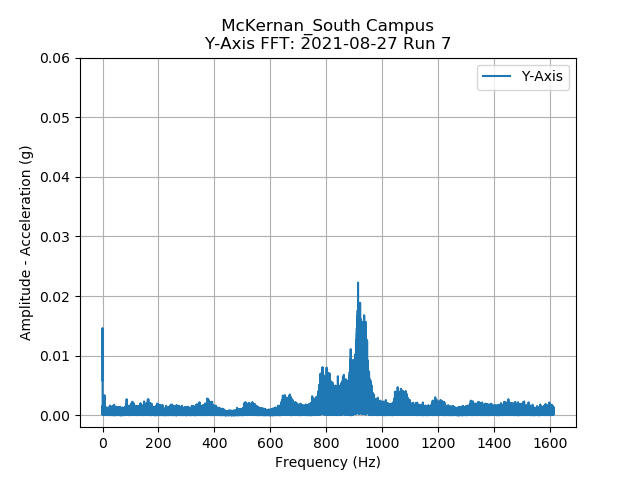 McKernan_South Campus
Y-Axis FFT: 2021-08-27 Run 7
Y-Axis
0.06
0.05
0.04
0.03
0.02
0.01
0.00
Amplitude - Acceleration (g)
0 200 400 600 800 1000 1200 1400 1600
Frequency (Hz)